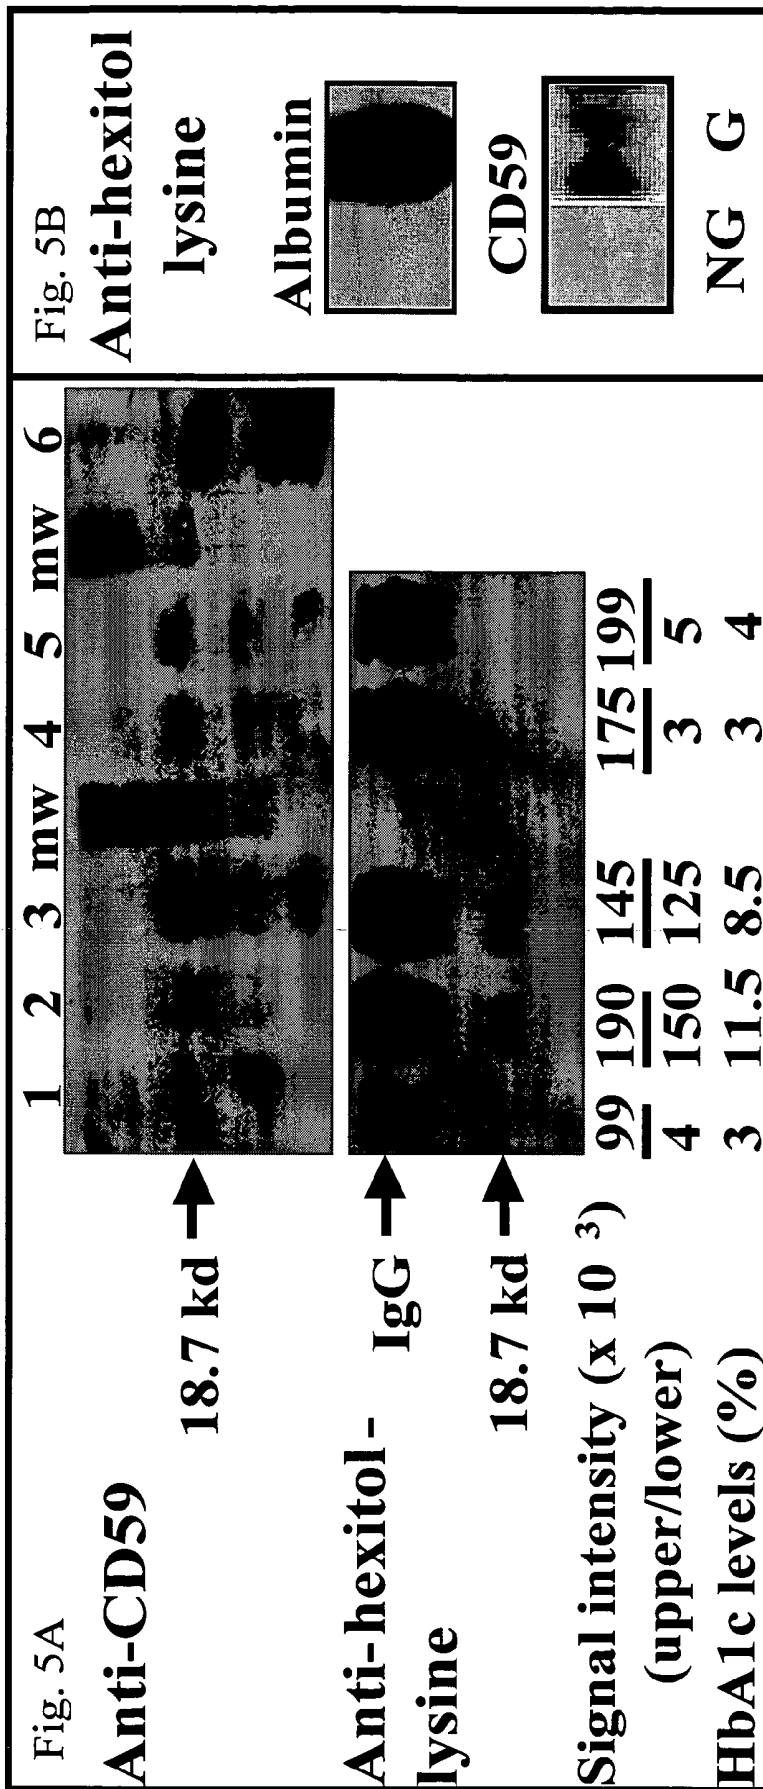 Fig. 5A
Anti-CD59
1 2 3 mw 4 5 mw 6
18.7 kd
Anti-hexitol-
lysine
IgG
18.7 kd
Signal intensity (x 10 3)
(upper/lower)
99 190 145 175 199
4 150 125 3 5
HbA1c levels (%)
3 11.5 8.5 3 4
Fig. 5B
Anti-hexitol
lysine
Albumin
CD59
NG G